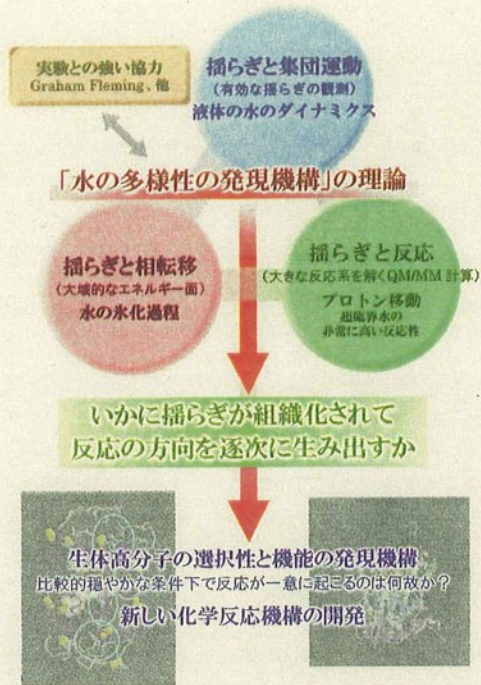 実験との強い協力
Graham Fleming、他
揺らぎと集団運動
(有効な揺らぎの観測)
液体の水のダイナミクス
「水の多様性の発現機構」の理論
揺らぎと相転移
(大域的なエネルギー面)
水の氷化過程
揺らぎと反応
(大きな反応系を解くQM/MM 計算)
プロトン移動
超臨界水の
非常に高い反応性
いかに揺らぎが組織化されて
反応の方向を逐次に生み出すか
生体高分子の選択性と機能の発現機構
比較的穏やかな条件下で反応が一意に起こるのは何故か?
新しい化学反応機構の開発